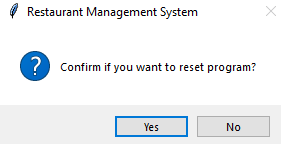 Restaurant Management System
Confirm if you want to reset program?
Yes
No